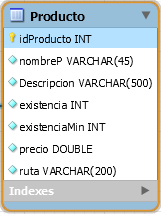 Producto
idProducto INT
nombreP VARCHAR(45)
Descripcion VARCHAR(500)
existencia INT
existenciaMin INT
precio DOUBLE
ruta VARCHAR(200)
Indexes